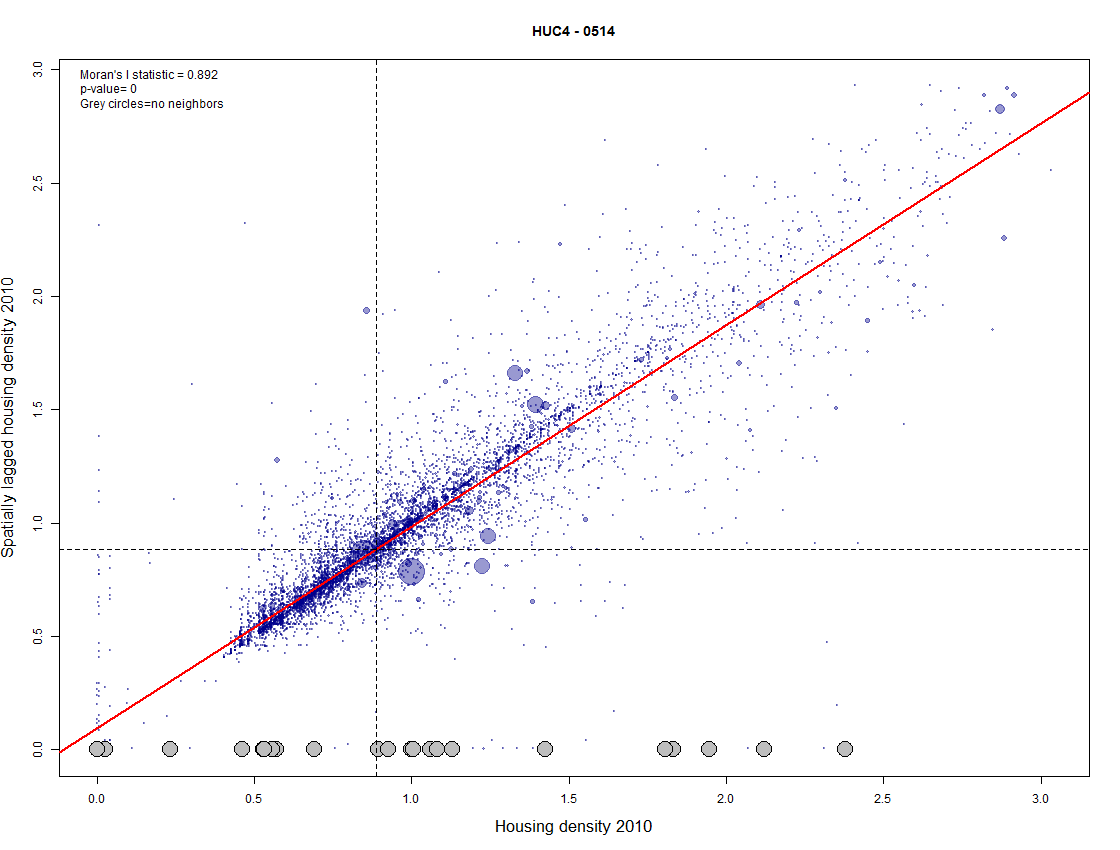 HUC4 - 0514
Moran's I statistic = 0.892
p-value= 0
Grey circles=no neighbors
Spatially lagged housing density 2010
3.0
2.5
2.0
1.5
1.0
0.5
0.0
0.0 0.5 1.0 1.5 2.0 2.5 3.0
Housing density 2010